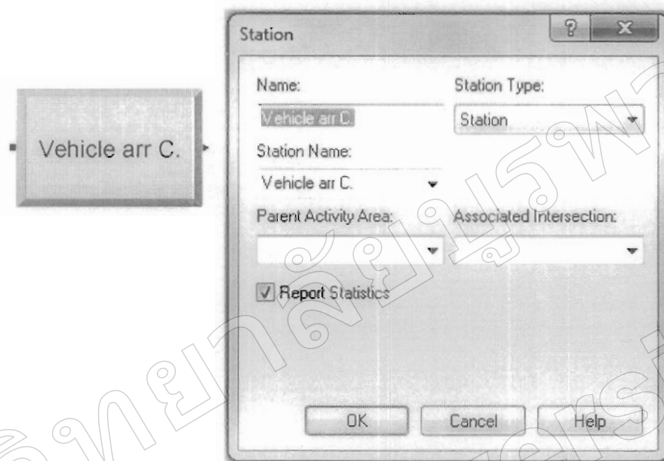 Station
Vehicle arr C.
Name:
Station Type:
Vehicle arr C.
Station
Station Name:
Vehicle arr C.
Parent Activity Area:
Associated Intersection:
Report Statistics
OK
Cancel
Help